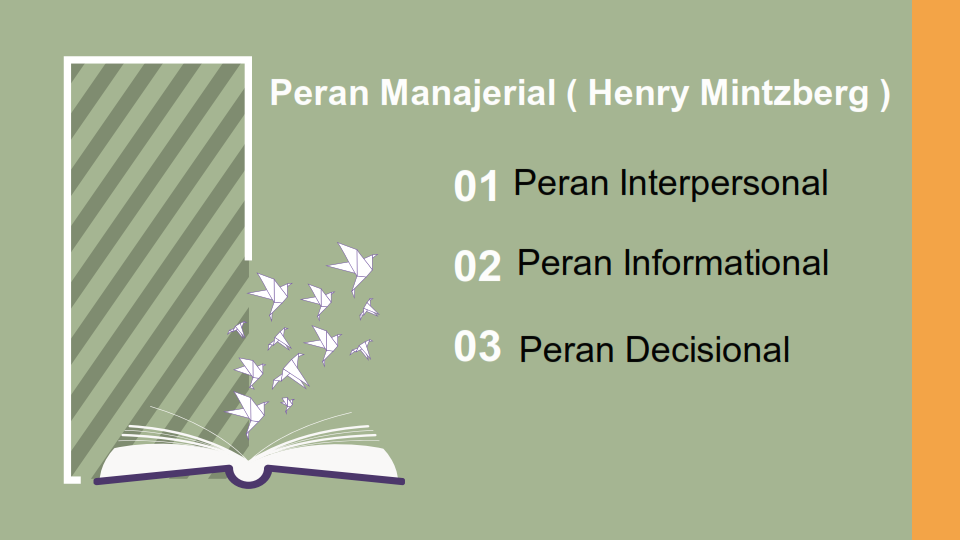 Peran Manajerial ( Henry Mintzberg )
01 Peran Interpersonal
02 Peran Informational
03 Peran Decisional